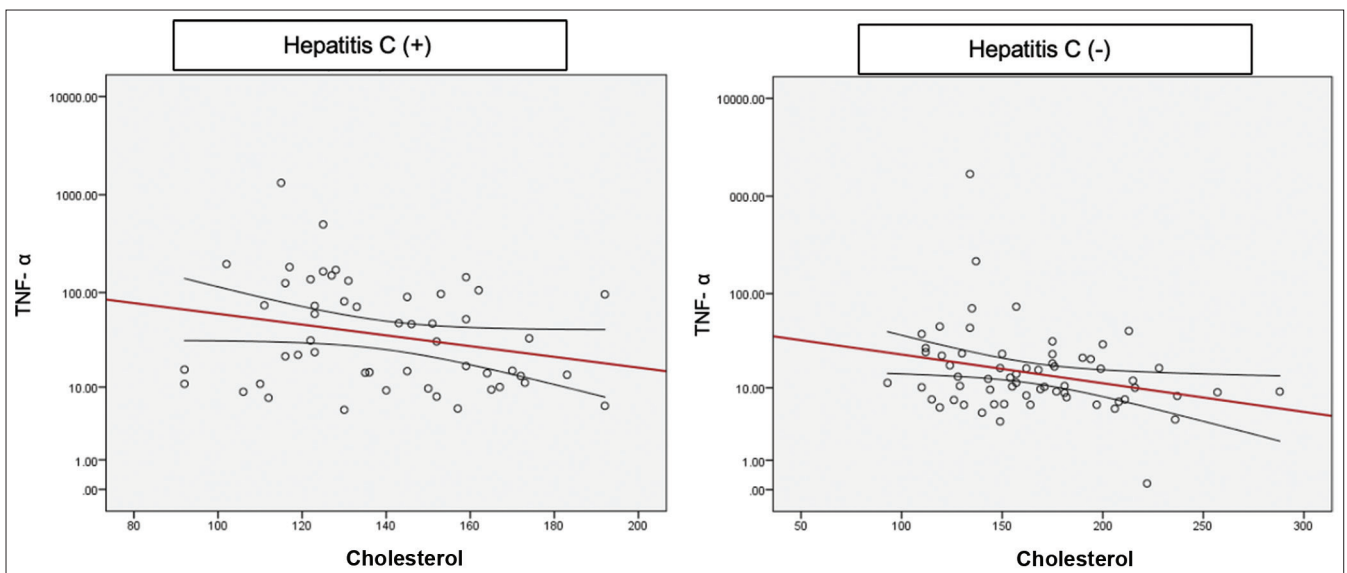 Hepatitis C (+)
10000.00
1000.00
100.00
10.00
1.00
.00
TNF- α
80 100 120 140 160 180 200
Cholesterol
Hepatitis C (-)
10000.00
000.00
100.00
10.00
1.00
.00
TNF- α
50 100 150 200 250 300
Cholesterol